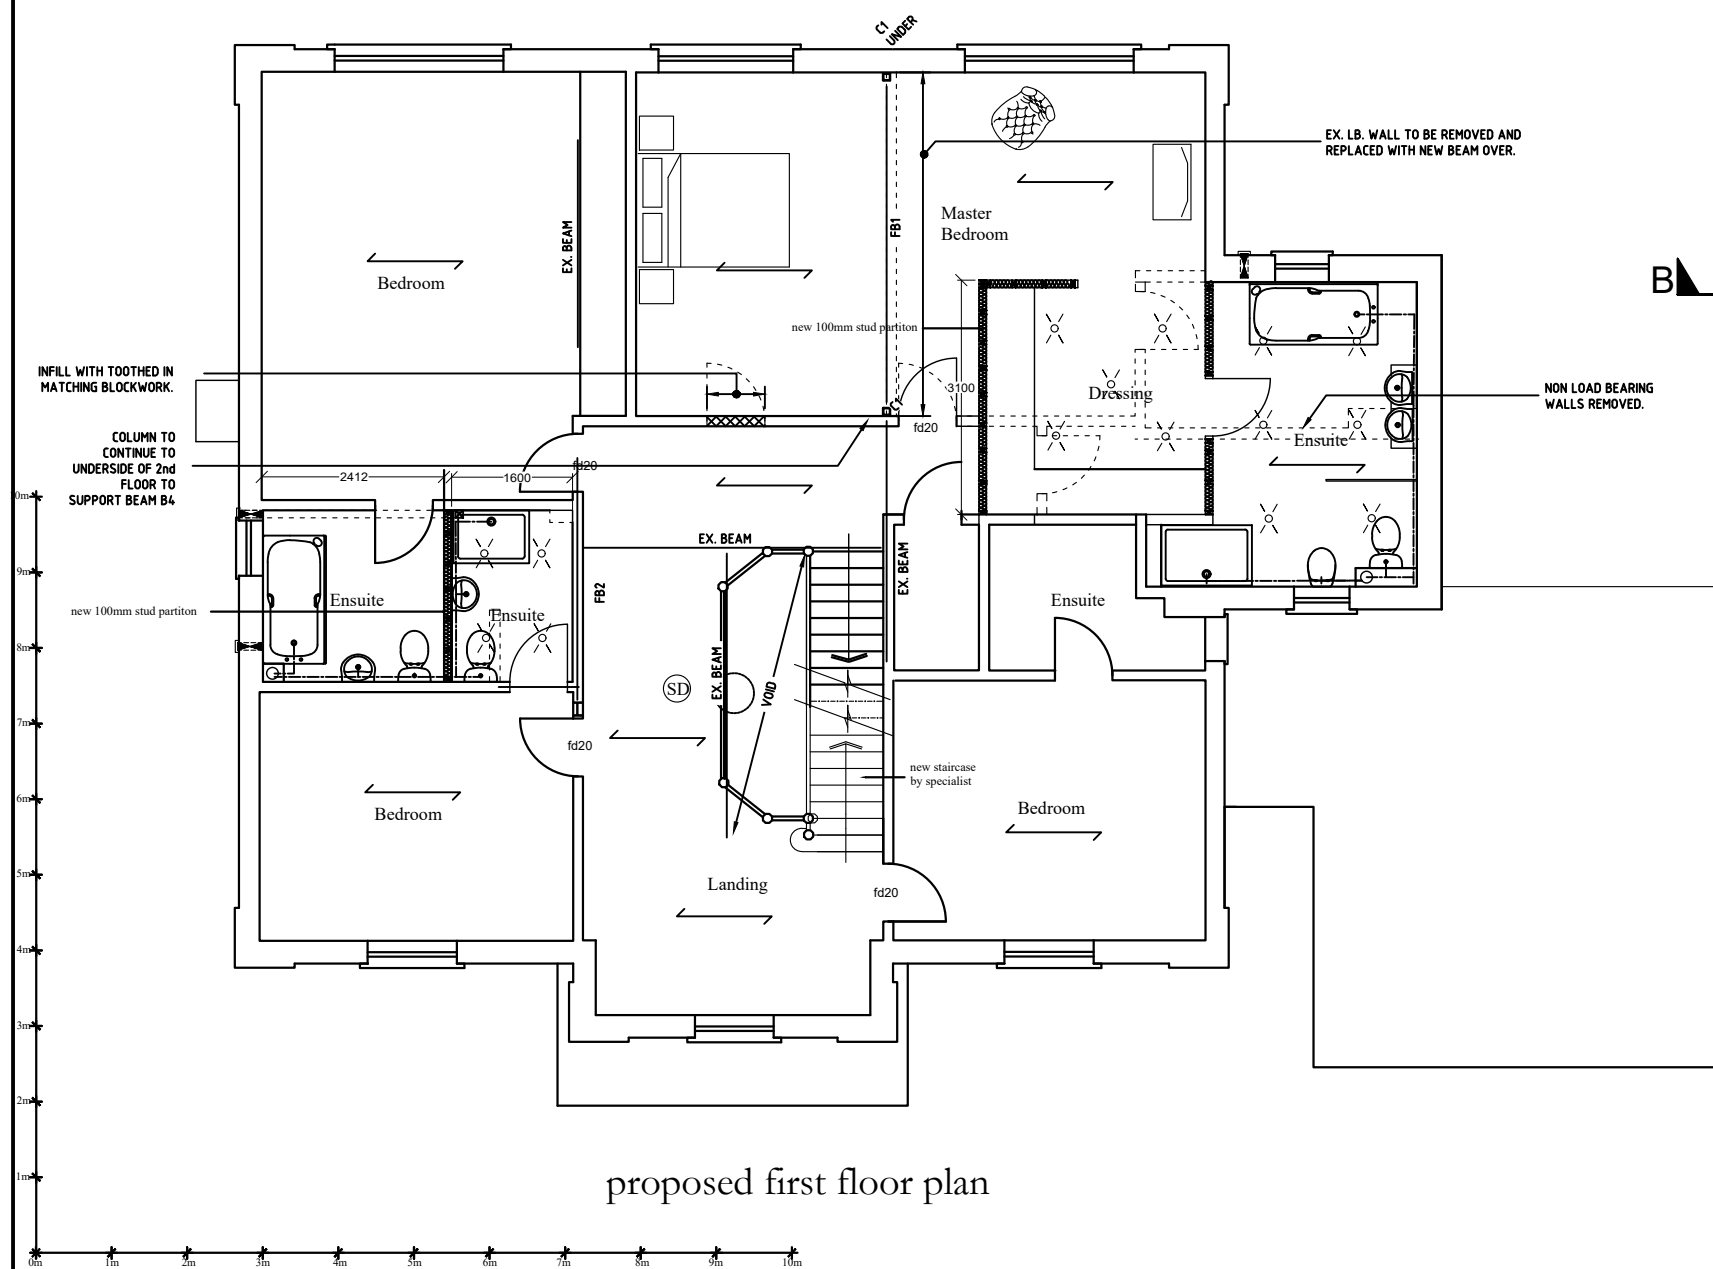 C1
UNDER
EX. LB. WALL TO BE REMOVED AND
REPLACED WITH NEW BEAM OVER.
Master
Bedroom
FB1
EX. BEAM
Bedroom
B
new 100mm stud partiton
INFILL WITH TOOTHED IN
MATCHING BLOCKWORK.
3100
Dressing
NON LOAD BEARING
WALLS REMOVED.
fd20
Ensuite
COLUMN TO
CONTINUE TO
UNDERSIDE OF 2nd
FLOOR TO
SUPPORT BEAM B4
fd20
2412
1600
EX. BEAM
EX. BEAM
FB2
Ensuite
Ensuite
Ensuite
new 100mm stud partiton
EX. BEAM
VOID
SD
fd20
new staircase
by specialist
Bedroom
Bedroom
Landing
fd20
10m
9m
8m
7m
6m
5m
4m
3m
2m
1m
proposed first floor plan
0m 1m 2m 3m 4m 5m 6m 7m 8m 9m 10m